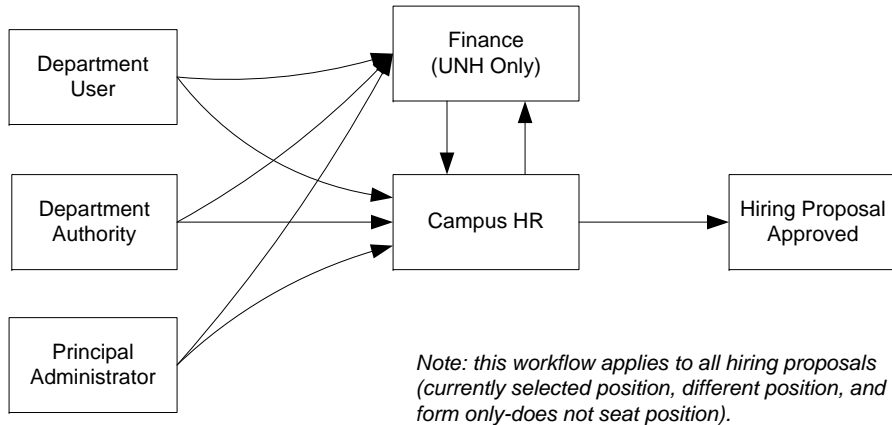 Department
User
Finance
(UNH Only)
Department
Authority
Campus HR
Hiring Proposal
Approved
Principal
Administrator
Note: this workflow applies to all hiring proposals
(currently selected position, different position, and
form only-does not seat position).